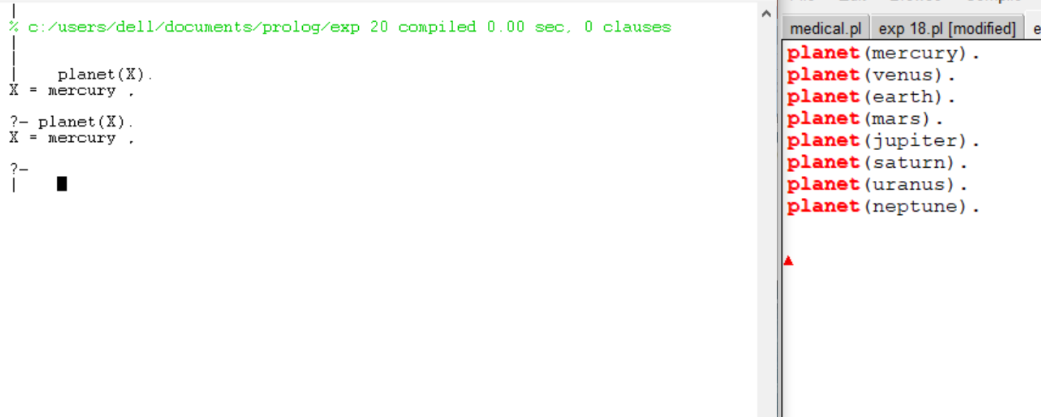 |
% c:/users/dell/documents/prolog/exp 20 compiled 0.00 sec, 0 clauses
|
|
| planet(X).
X = mercury .
?- planet(X).
X = mercury .
?-
|
medical.pl exp 18.pl [modified] e
planet(mercury).
planet(venus).
planet(earth).
planet(mars).
planet(jupiter).
planet(saturn).
planet(uranus).
planet(neptune).